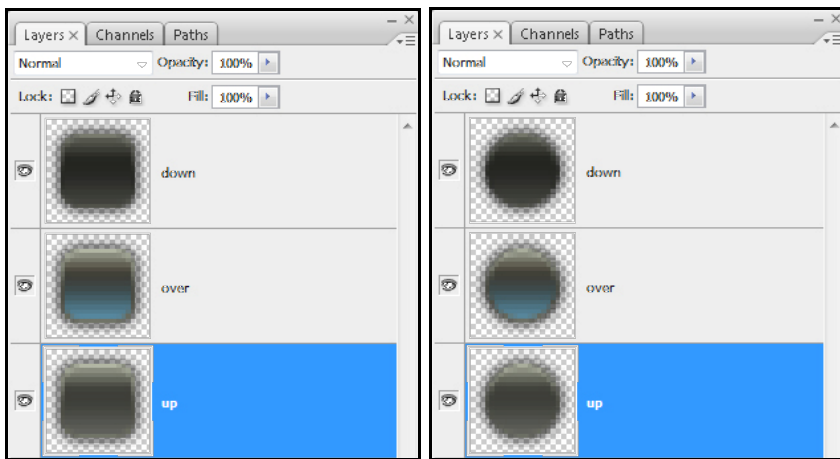 Layers × Channels Paths
Normal Opacity: 100%
Lock: Fill: 100%
down
over
up
Layers × Channels Paths
Normal Opacity: 100%
Lock: Fill: 100%
down
over
up